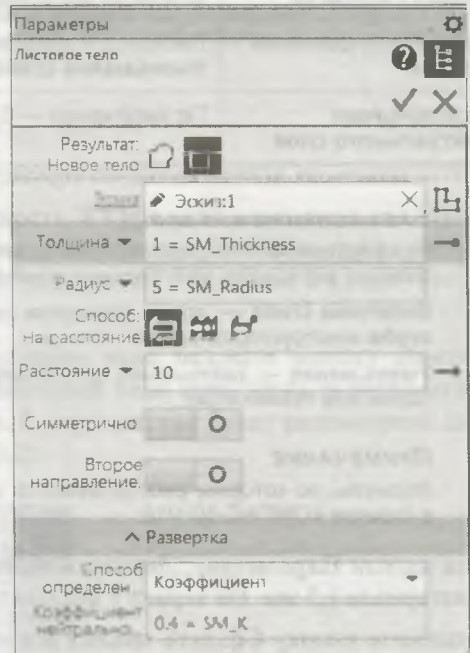 Параметры
Листовое тело
Результат:
Новое тело
Эскиз
Эскиз:1
Толщина
1 = SM_Thickness
Радиус
5 = SM_Radius
Способ:
на расстояние
Расстояние
10
Симметрично
Второе
направление.
Развертка
Способ
определен...
Коэффициент
Коэффициент
нейтрально...
0.4 = SM_K